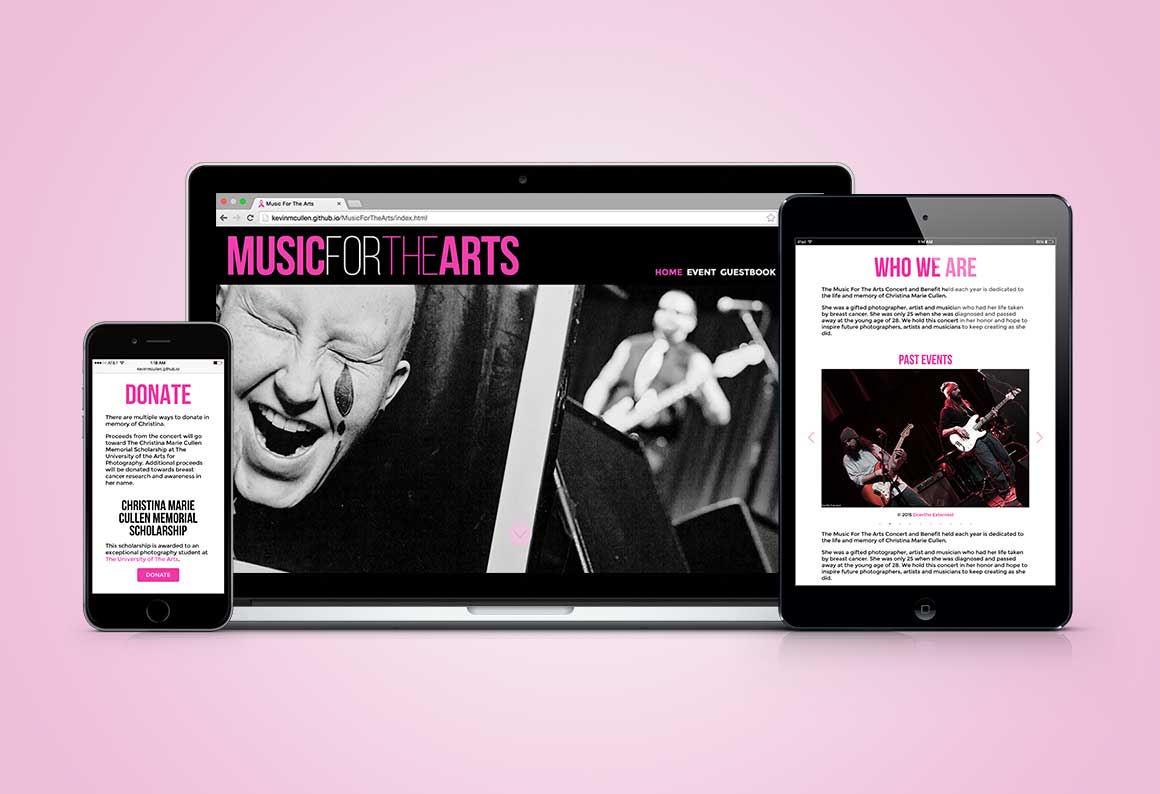 Music For The Arts
kevinmcullen.github.io/MusicForTheArts/index.html
MUSICFORTHEARTS
HOME EVENT GUESTBOOK
AT&T 1:18 AM
kevinmcullen.github.io
DONATE
There are multiple ways to donate in
memory of Christina.
Proceeds from the concert will go
toward The Christina Marie Cullen
Memorial Scholarship at The
University of the Arts for
Photography. Additional proceeds
will be donated towards breast
cancer research and awareness in
her name.
CHRISTINA MARIE
CULLEN MEMORIAL
SCHOLARSHIP
This scholarship is awarded to an
exceptional photography student at
The University of The Arts.
DONATE
iPad
WHO WE ARE
The Music For The Arts Concert and Benefit held each year is dedicated to
the life and memory of Christina Marie Cullen.
She was a gifted photographer, artist and musician who had her life taken
by breast cancer. She was only 25 when she was diagnosed and passed
away at the young age of 28. We hold this concert in her honor and hope to
inspire future photographers, artists and musicians to keep creating as she
did.
PAST EVENTS
© 2015
The Music For The Arts Concert and Benefit held each year is dedicated to
the life and memory of Christina Marie Cullen.
She was a gifted photographer, artist and musician who had her life taken
by breast cancer. She was only 25 when she was diagnosed and passed
away at the young age of 28. We hold this concert in her honor and hope to
inspire future photographers, artists and musicians to keep creating as she
did.